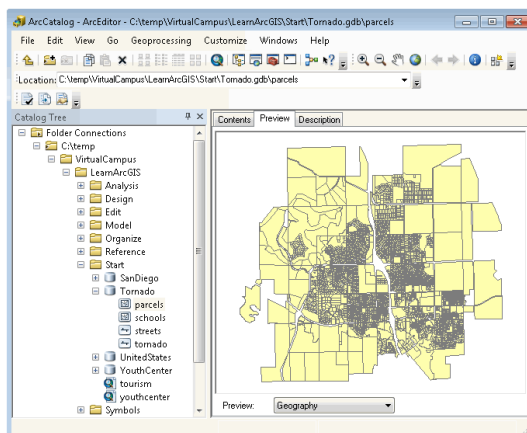 ArcCatalog - ArcEditor - C:\temp\VirtualCampus\LearnArcGIS\Start\Tornado.gdb\parcels
File Edit View Go Geoprocessing Customize Windows Help
Location: C:\temp\VirtualCampus\LearnArcGIS\Start\Tornado.gdb\parcels
Catalog Tree
Contents Preview Description
Folder Connections
C:\temp
VirtualCampus
LearnArcGIS
Analysis
Design
Edit
Model
Organize
Reference
Start
SanDiego
Tornado
parcels
schools
streets
tornado
UnitedStates
YouthCenter
tourism
youthcenter
Symbols
Preview: Geography